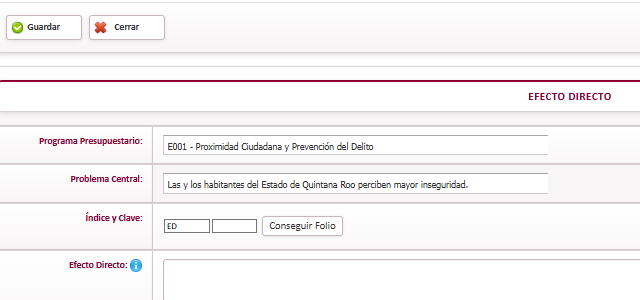 Guardar Cerrar
EFECTO DIRECTO
Programa Presupuestario: E001 - Proximidad Ciudadana y Prevención del Delito
Problema Central: Las y los habitantes del Estado de Quintana Roo perciben mayor inseguridad.
Índice y Clave: ED Conseguir Folio
Efecto Directo: